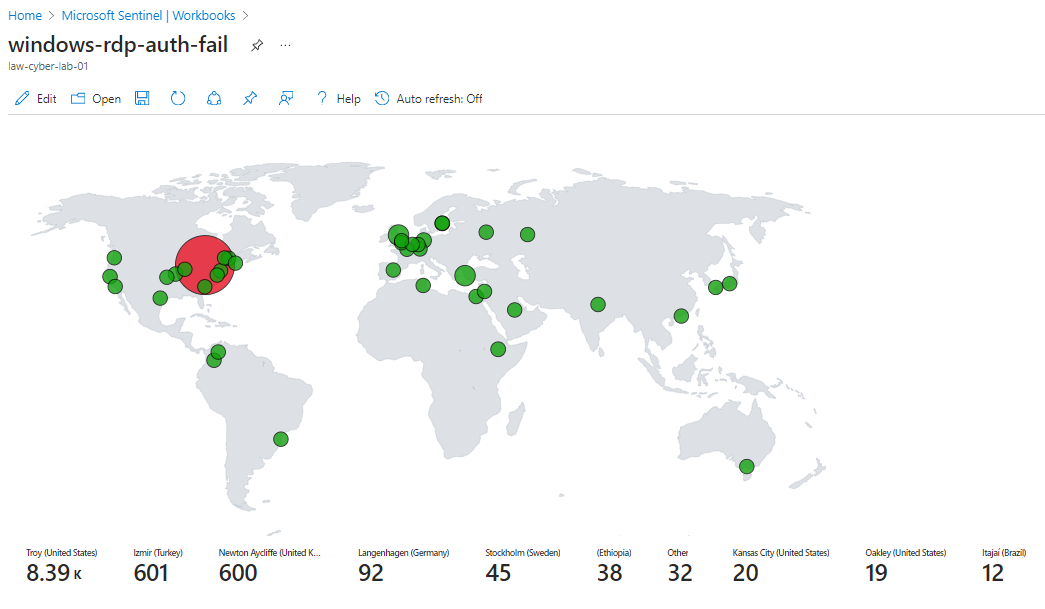 Home > Microsoft Sentinel | Workbooks >
windows-rdp-auth-fail ...
law-cyber-lab-01
Edit Open Help Auto refresh: Off
Troy (United States) Izmir (Turkey) Newton Aycliffe (United K... Langenhagen (Germany) Stockholm (Sweden) (Ethiopia) Other Kansas City (United States) Oakley (United States) Itajaí (Brazil)
8.39 K 601 600 92 45 38 32 20 19 12